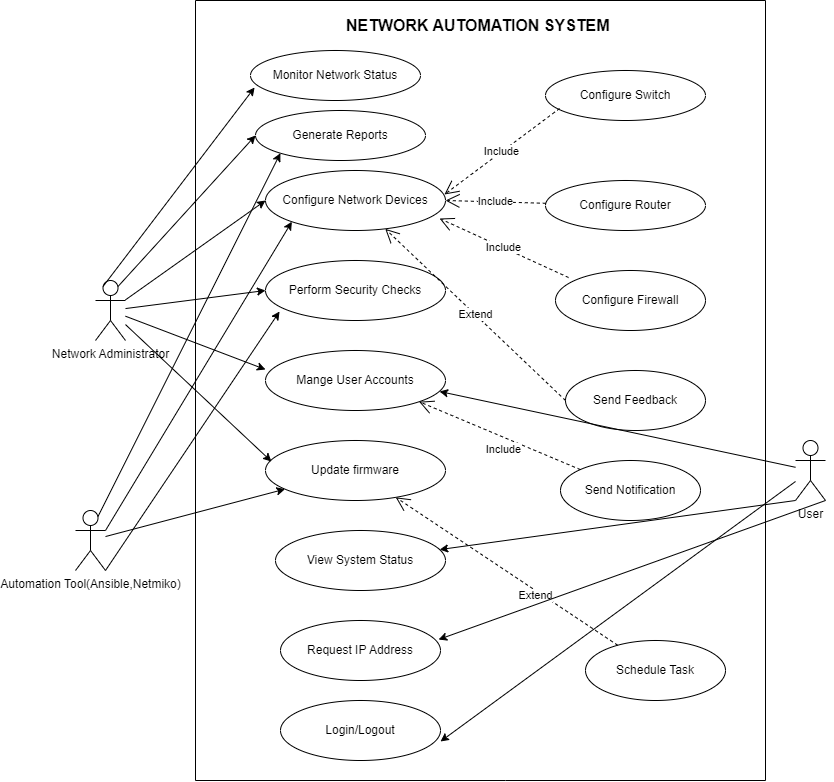 NETWORK AUTOMATION SYSTEM
Monitor Network Status
Configure Switch
Generate Reports
Include
Configure Network Devices
Include
Configure Router
Include
Perform Security Checks
Configure Firewall
Extend
Network Administrator
Mange User Accounts
Send Feedback
Include
Update firmware
Send Notification
User
View System Status
Automation Tool(Ansible,Netmiko)
Extend
Request IP Address
Schedule Task
Login/Logout